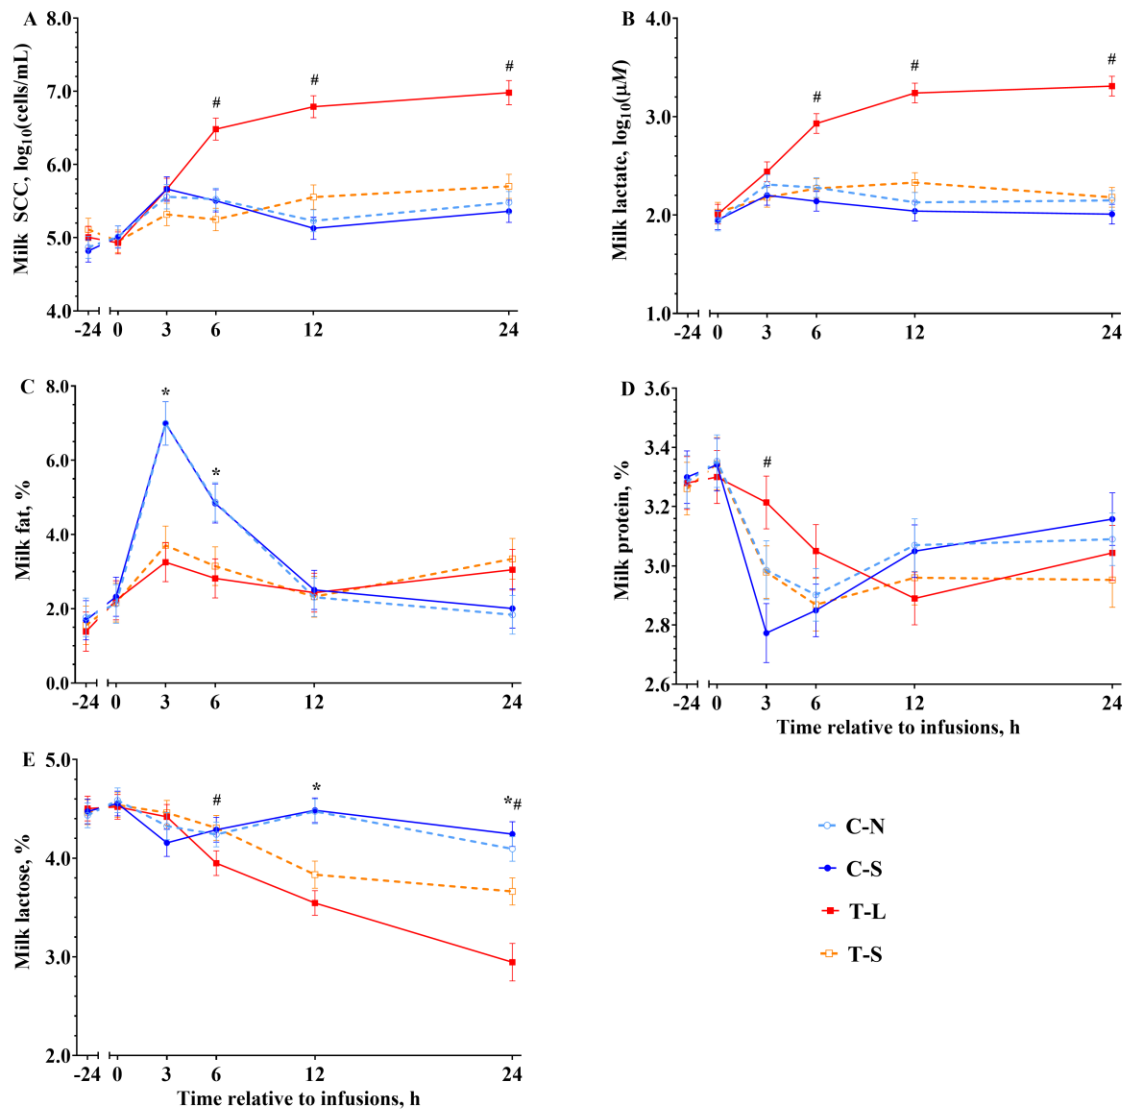 A
8.0
7.0
6.0
5.0
4.0
Milk SCC, log10(cells/mL)
#
#
#
-24 0 3 6 12 24
B
4.0
3.0
2.0
1.0
Milk lactate, log10(μM)
#
#
#
-24 0 3 6 12 24
C
8.0
6.0
4.0
2.0
0.0
Milk fat, %
*
*
-24 0 3 6 12 24
D
3.6
3.4
3.2
3.0
2.8
2.6
Milk protein, %
#
-24 0 3 6 12 24
Time relative to infusions, h
E
5.0
4.0
3.0
2.0
Milk lactose, %
#
*
*#
-24 0 3 6 12 24
Time relative to infusions, h
C-N
C-S
T-L
T-S